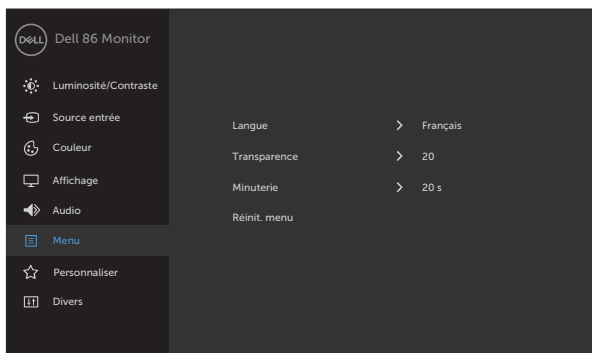 DELL Dell 86 Monitor
Luminosité/Contraste
Source entrée
Couleur
Affichage
Audio
Menu
Personnaliser
Divers
Langue > Français
Transparence > 20
Minuterie > 20 s
Réinit. menu